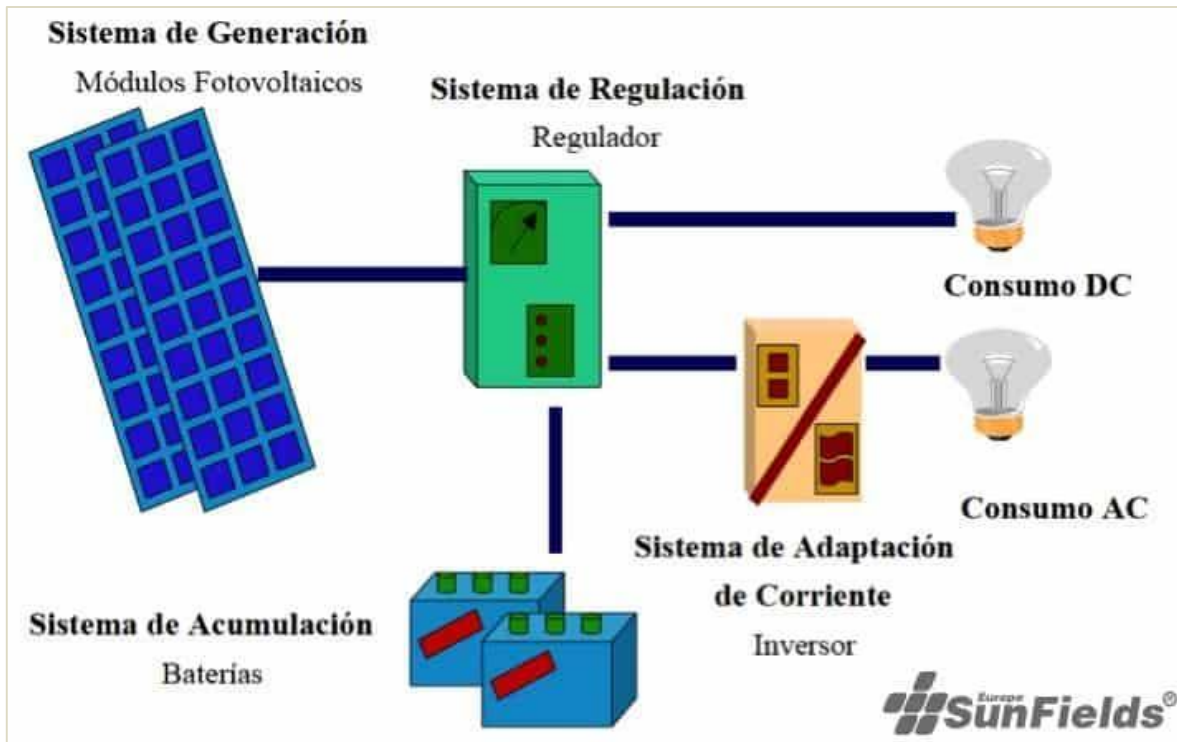 Sistema de Generación
Módulos Fotovoltaicos
Sistema de Regulación
Regulador
Consumo DC
Consumo AC
Sistema de Adaptación
de Corriente
Inversor
Sistema de Acumulación
Baterías
Europe
SunFields®